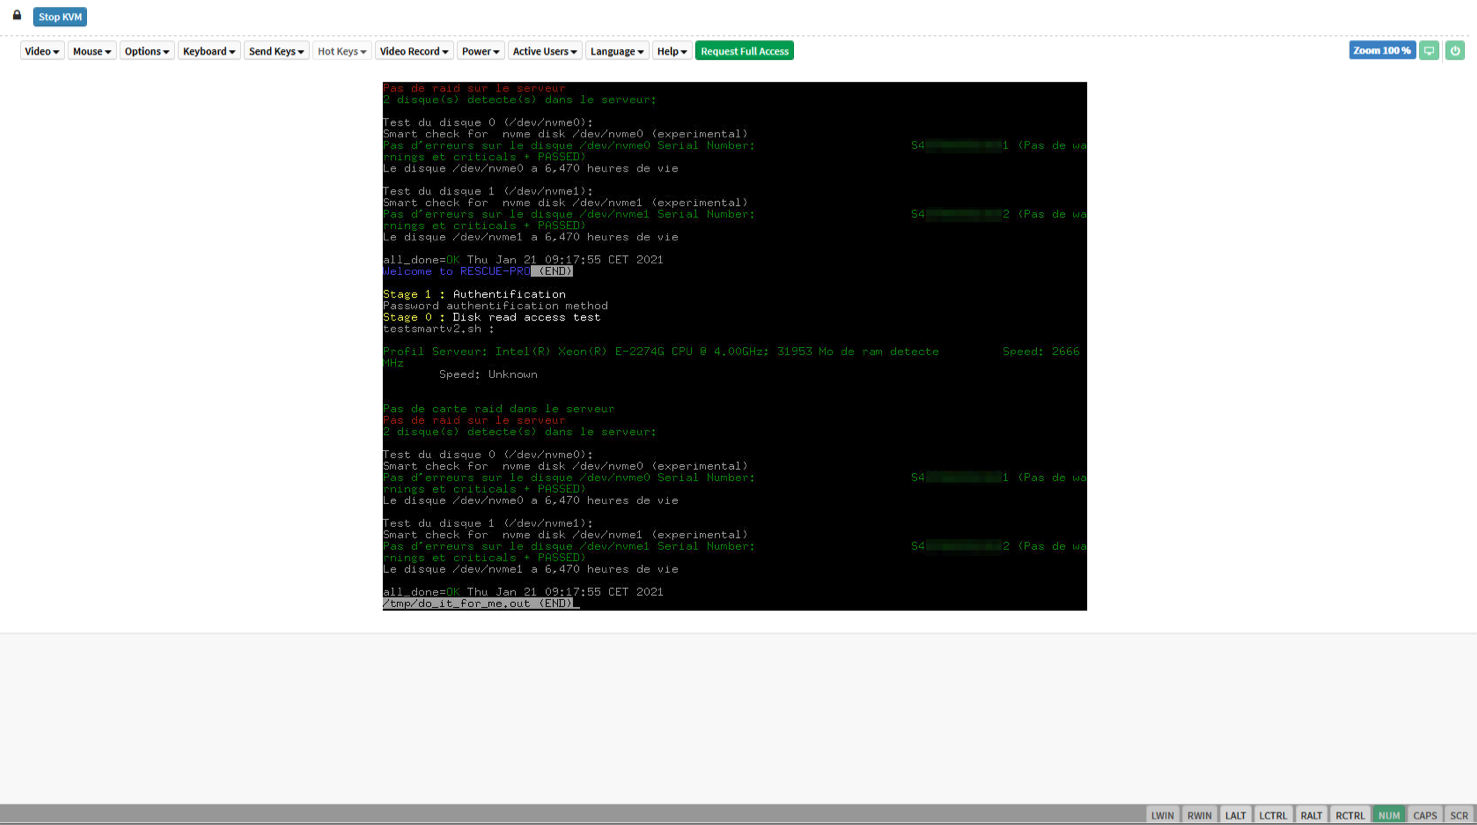 Stop KVM
Video Mouse Options Keyboard Send Keys Hot Keys Video Record Power Active Users Language Help Request Full Access Zoom 100 %
Pas de raid sur le serveur
2 disque(s) detecte(s) dans le serveur:
Test du disque 0 (/dev/nvme0):
Smart check for  nvme disk /dev/nvme0 (experimental)
Pas d'erreurs sur le disque /dev/nvme0 Serial Number: S4 1 (Pas de wa
rnings et criticals + PASSED)
Le disque /dev/nvme0 a 6,470 heures de vie
Test du disque 1 (/dev/nvme1):
Smart check for  nvme disk /dev/nvme1 (experimental)
Pas d'erreurs sur le disque /dev/nvme1 Serial Number: S4 2 (Pas de wa
rnings et criticals + PASSED)
Le disque /dev/nvme1 a 6,470 heures de vie
all_done=OK Thu Jan 21 09:17:55 CET 2021
Welcome to RESCUE-PRO (END)
Stage 1 : Authentification
Password authentification method
Stage 0 : Disk read access test
testsmartv2.sh :
Profil Serveur: Intel(R) Xeon(R) E-2274G CPU @ 4.00GHz: 31953 Mo de ram detecte Speed: 2666
MHz
Speed: Unknown
Pas de carte raid dans le serveur
Pas de raid sur le serveur
2 disque(s) detecte(s) dans le serveur:
Test du disque 0 (/dev/nvme0):
Smart check for  nvme disk /dev/nvme0 (experimental)
Pas d'erreurs sur le disque /dev/nvme0 Serial Number: S4 1 (Pas de wa
rnings et criticals + PASSED)
Le disque /dev/nvme0 a 6,470 heures de vie
Test du disque 1 (/dev/nvme1):
Smart check for  nvme disk /dev/nvme1 (experimental)
Pas d'erreurs sur le disque /dev/nvme1 Serial Number: S4 2 (Pas de wa
rnings et criticals + PASSED)
Le disque /dev/nvme1 a 6,470 heures de vie
all_done=OK Thu Jan 21 09:17:55 CET 2021
/tmp/do_it_for_me.out (END)_
LWIN RWIN LALT LCTRL RALT RCTRL NUM CAPS SCR